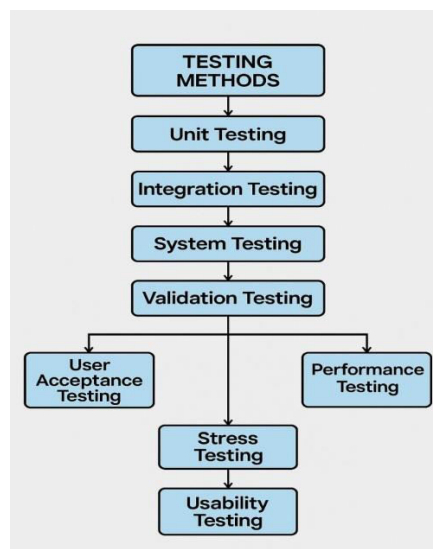 TESTING
METHODS
Unit Testing
Integration Testing
System Testing
Validation Testing
User
Acceptance
Testing
Performance
Testing
Stress
Testing
Usability
Testing